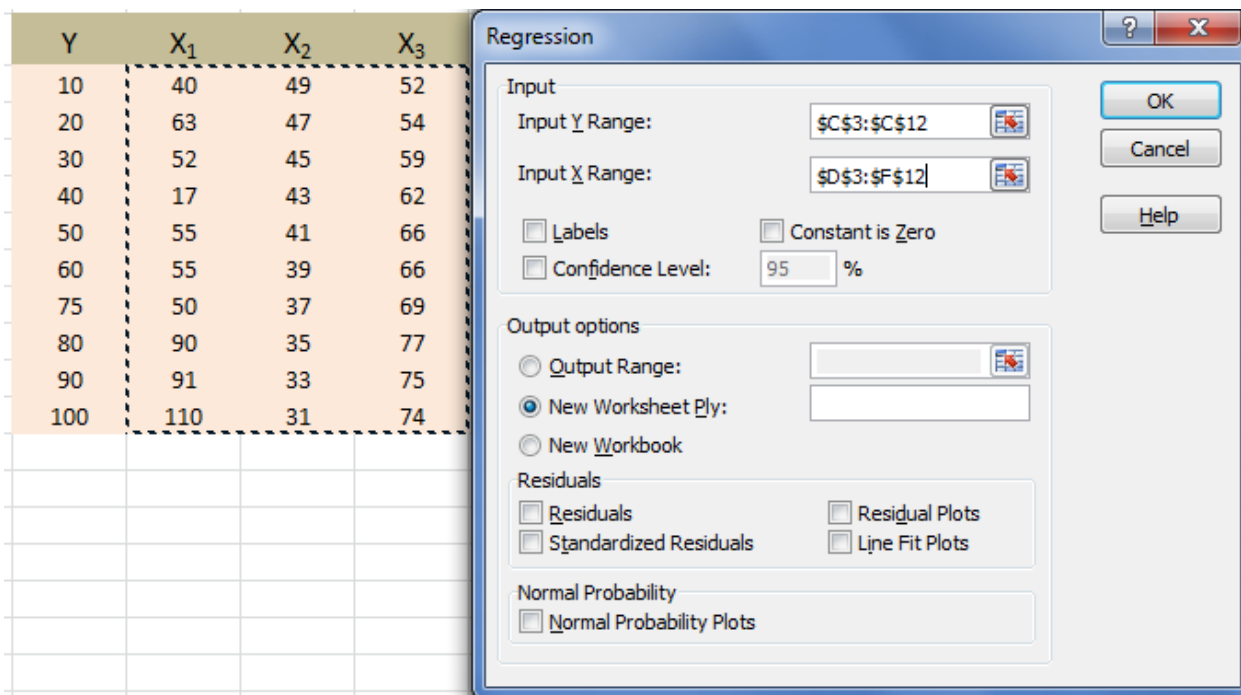 Y X₁ X₂ X₃
10 40 49 52
20 63 47 54
30 52 45 59
40 17 43 62
50 55 41 66
60 55 39 66
75 50 37 69
80 90 35 77
90 91 33 75
100 110 31 74
Regression
?
X
Input
Input Y Range: $C$3:$C$12
Input X Range: $D$3:$F$12
Labels Constant is Zero
Confidence Level: 95 %
Output options
Output Range:
New Worksheet Ply:
New Workbook
Residuals
Residuals Residual Plots
Standardized Residuals Line Fit Plots
Normal Probability
Normal Probability Plots
OK
Cancel
Help